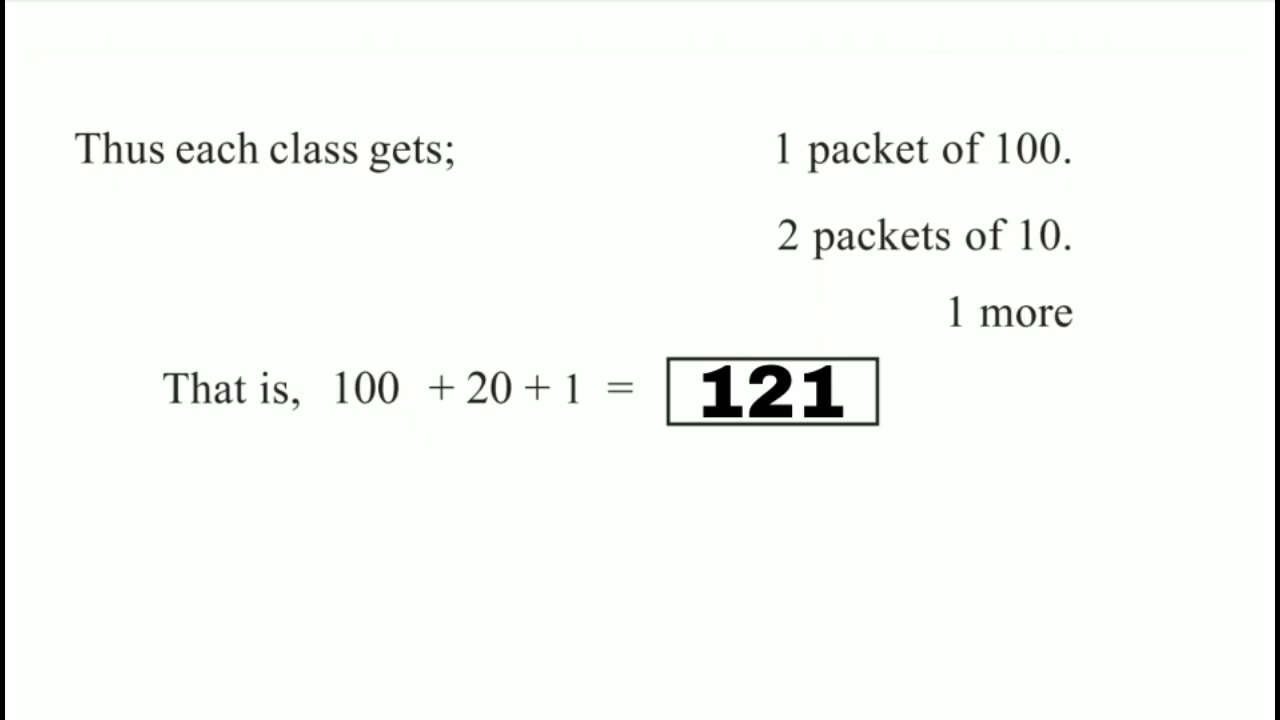 Thus each class gets; 1 packet of 100.
2 packets of 10.
1 more
That is, 100 + 20 + 1 = 121